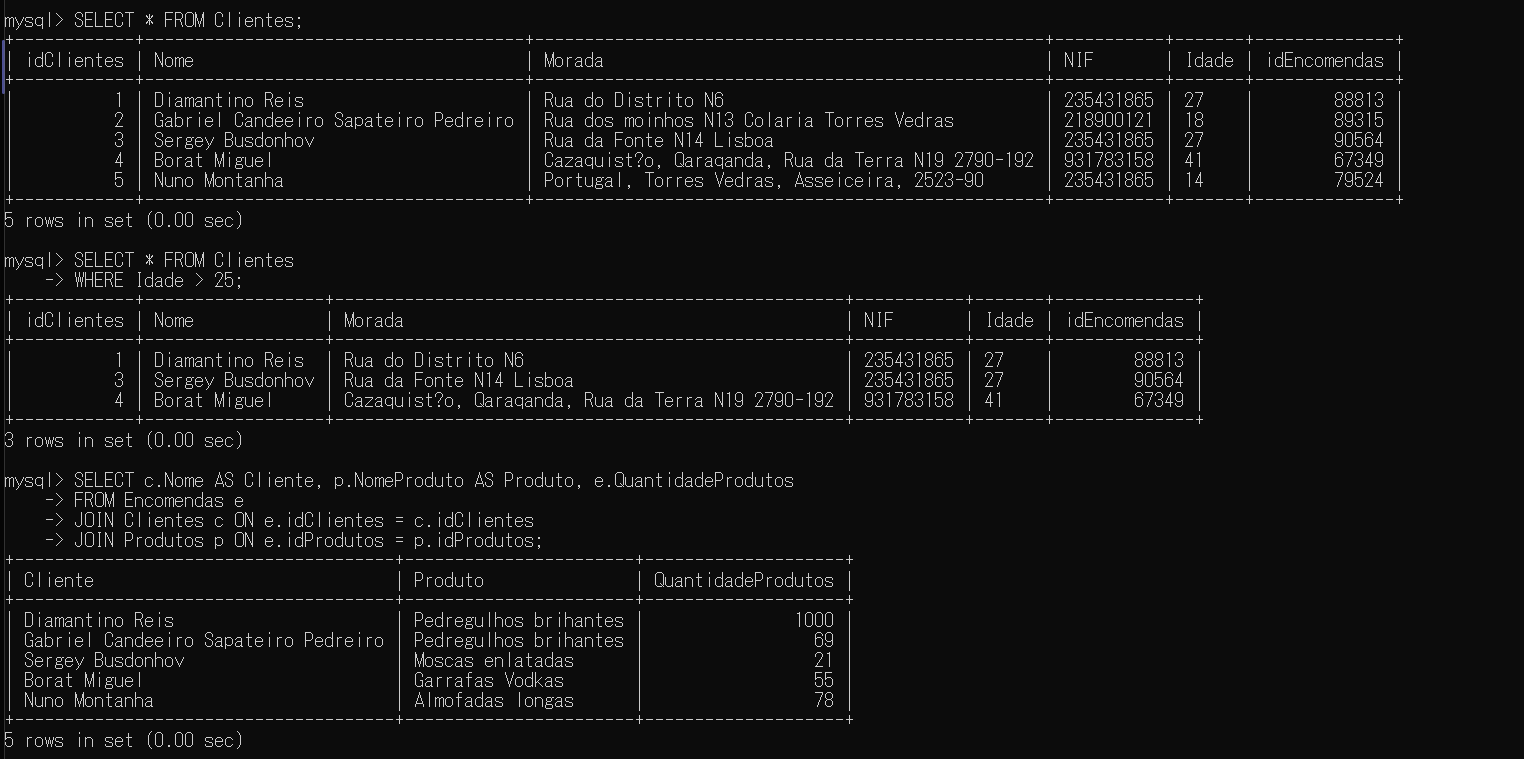 mysql> SELECT * FROM Clientes;
| idClientes | Nome | Morada | NIF | Idade | idEncomendas |
| 1 | Diamantino Reis | Rua do Distrito N6 | 235431865 | 27 | 88813 |
| 2 | Gabriel Candeeiro Sapateiro Pedreiro | Rua dos moinhos N13 Colaria Torres Vedras | 218900121 | 18 | 89315 |
| 3 | Sergey Busdonhov | Rua da Fonte N14 Lisboa | 235431865 | 27 | 90564 |
| 4 | Borat Miguel | Cazaquist?o, Qaraqanda, Rua da Terra N19 2790-192 | 931783158 | 41 | 67349 |
| 5 | Nuno Montanha | Portugal, Torres Vedras, Asseiceira, 2523-90 | 235431865 | 14 | 79524 |
5 rows in set (0.00 sec)
mysql> SELECT * FROM Clientes
-> WHERE Idade > 25;
| idClientes | Nome | Morada | NIF | Idade | idEncomendas |
| 1 | Diamantino Reis | Rua do Distrito N6 | 235431865 | 27 | 88813 |
| 3 | Sergey Busdonhov | Rua da Fonte N14 Lisboa | 235431865 | 27 | 90564 |
| 4 | Borat Miguel | Cazaquist?o, Qaraqanda, Rua da Terra N19 2790-192 | 931783158 | 41 | 67349 |
3 rows in set (0.00 sec)
mysql> SELECT c.Nome AS Cliente, p.NomeProduto AS Produto, e.QuantidadeProdutos
-> FROM Encomendas e
-> JOIN Clientes c ON e.idClientes = c.idClientes
-> JOIN Produtos p ON e.idProdutos = p.idProdutos;
| Cliente | Produto | QuantidadeProdutos |
| Diamantino Reis | Pedregulhos brihantes | 1000 |
| Gabriel Candeeiro Sapateiro Pedreiro | Pedregulhos brihantes | 69 |
| Sergey Busdonhov | Moscas enlatadas | 21 |
| Borat Miguel | Garrafas Vodkas | 55 |
| Nuno Montanha | Almofadas longas | 78 |
5 rows in set (0.00 sec)